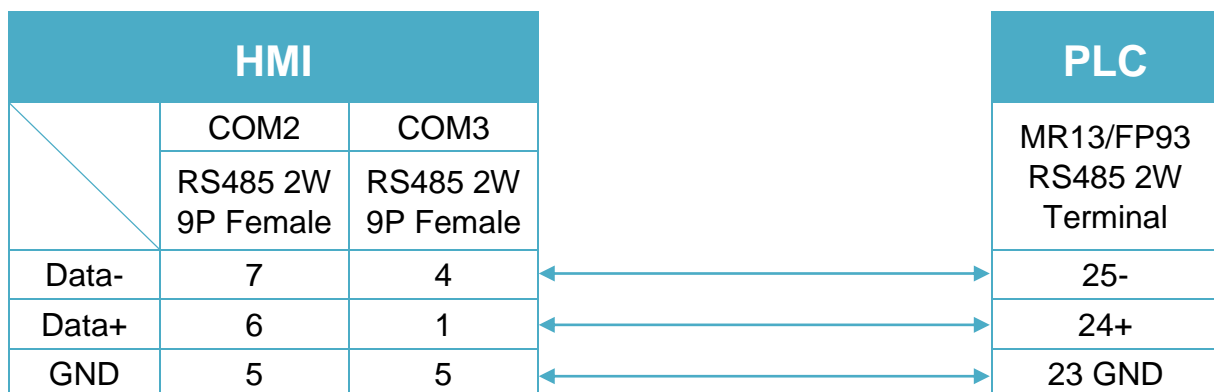 HMI PLC
COM2 COM3
MR13/FP93
RS485 2W
Terminal
RS485 2W
9P Female
RS485 2W
9P Female
Data- 7 4 25-
Data+ 6 1 24+
GND 5 5 23 GND